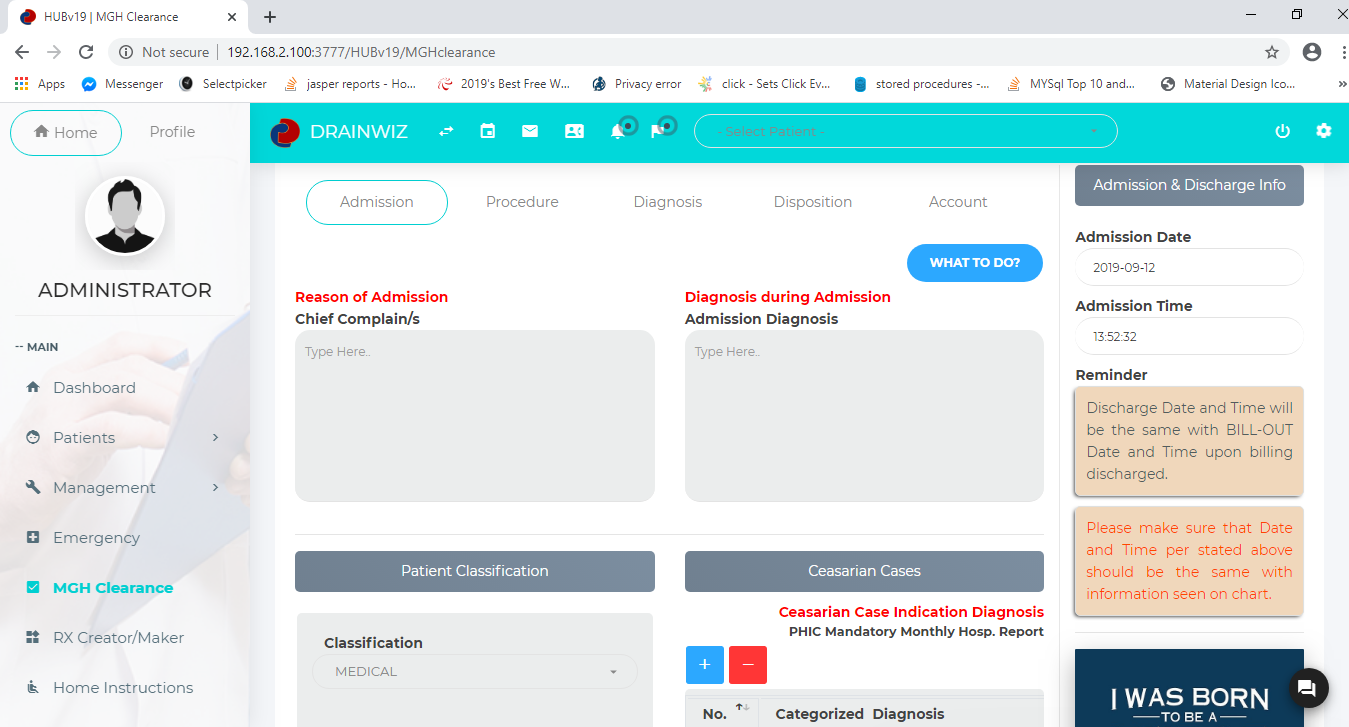 HUBv19 | MGH Clearance
Not secure | 192.168.2.100:3777/HUBv19/MGHclearance
Apps Messenger Selectpicker jasper reports - Ho... 2019's Best Free W... Privacy error click - Sets Click Ev... stored procedures -... MYSql Top 10 and... Material Design Ico... »
Home Profile
ADMINISTRATOR
-- MAIN
Dashboard
Patients
Management
Emergency
MGH Clearance
RX Creator/Maker
Home Instructions
DRAINWIZ
- Select Patient -
Admission Procedure Diagnosis Disposition Account
WHAT TO DO?
Reason of Admission
Chief Complain/s
Type Here..
Diagnosis during Admission
Admission Diagnosis
Type Here..
Patient Classification
Classification
MEDICAL
Ceasarian Cases
Ceasarian Case Indication Diagnosis
PHIC Mandatory Monthly Hosp. Report
+ −
No. Categorized Diagnosis
Admission & Discharge Info
Admission Date
2019-09-12
Admission Time
13:52:32
Reminder
Discharge Date and Time will
be the same with BILL-OUT
Date and Time upon billing
discharged.
Please make sure that Date
and Time per stated above
should be the same with
information seen on chart.
I WAS BORN
TO BE A